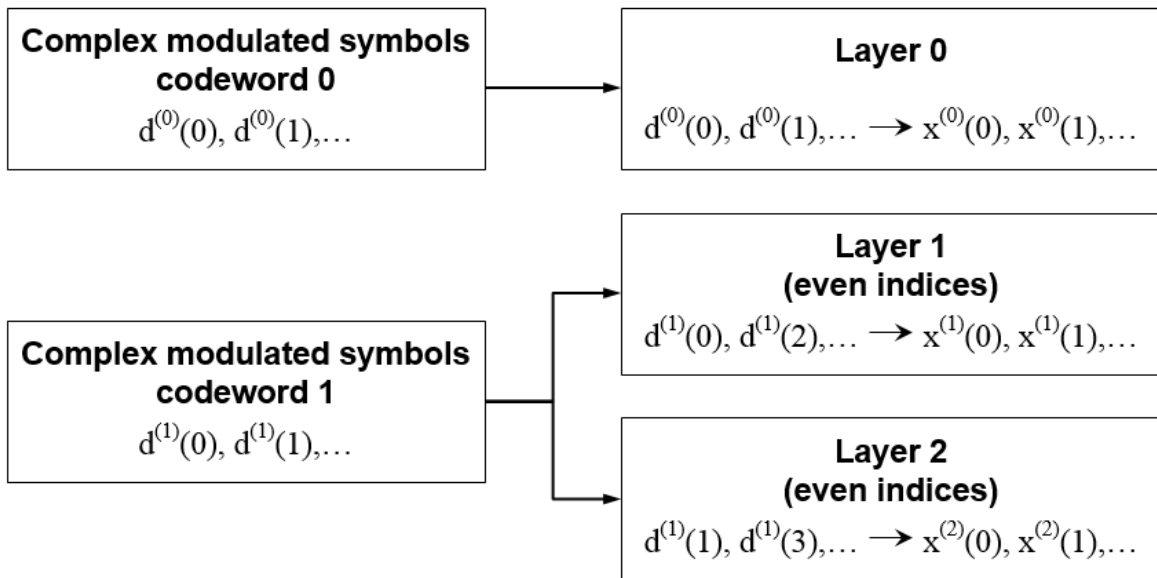 Complex modulated symbols
codeword 0
d⁽⁰⁾(0), d⁽⁰⁾(1),…
Layer 0
d⁽⁰⁾(0), d⁽⁰⁾(1),… → x⁽⁰⁾(0), x⁽⁰⁾(1),…
Layer 1
(even indices)
d⁽¹⁾(0), d⁽¹⁾(2),… → x⁽¹⁾(0), x⁽¹⁾(1),…
Complex modulated symbols
codeword 1
d⁽¹⁾(0), d⁽¹⁾(1),…
Layer 2
(even indices)
d⁽¹⁾(1), d⁽¹⁾(3),… → x⁽²⁾(0), x⁽²⁾(1),…